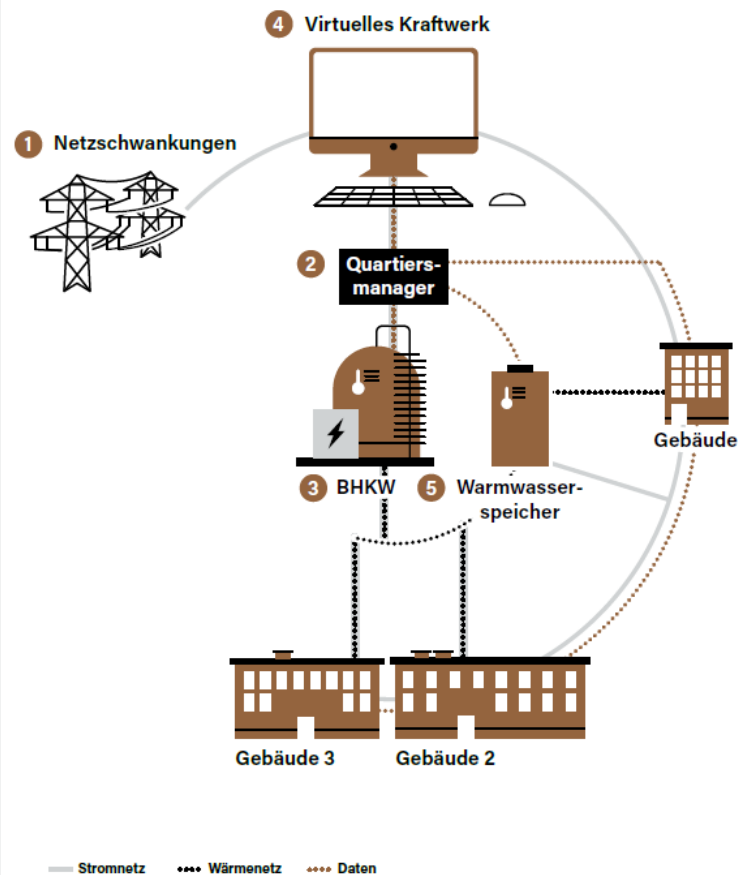 4 Virtuelles Kraftwerk
1 Netzschwankungen
2 Quartiers-
manager
Gebäude
3 BHKW
5 Warmwasser-
speicher
Gebäude 3
Gebäude 2
Stromnetz
Wärmenetz
Daten